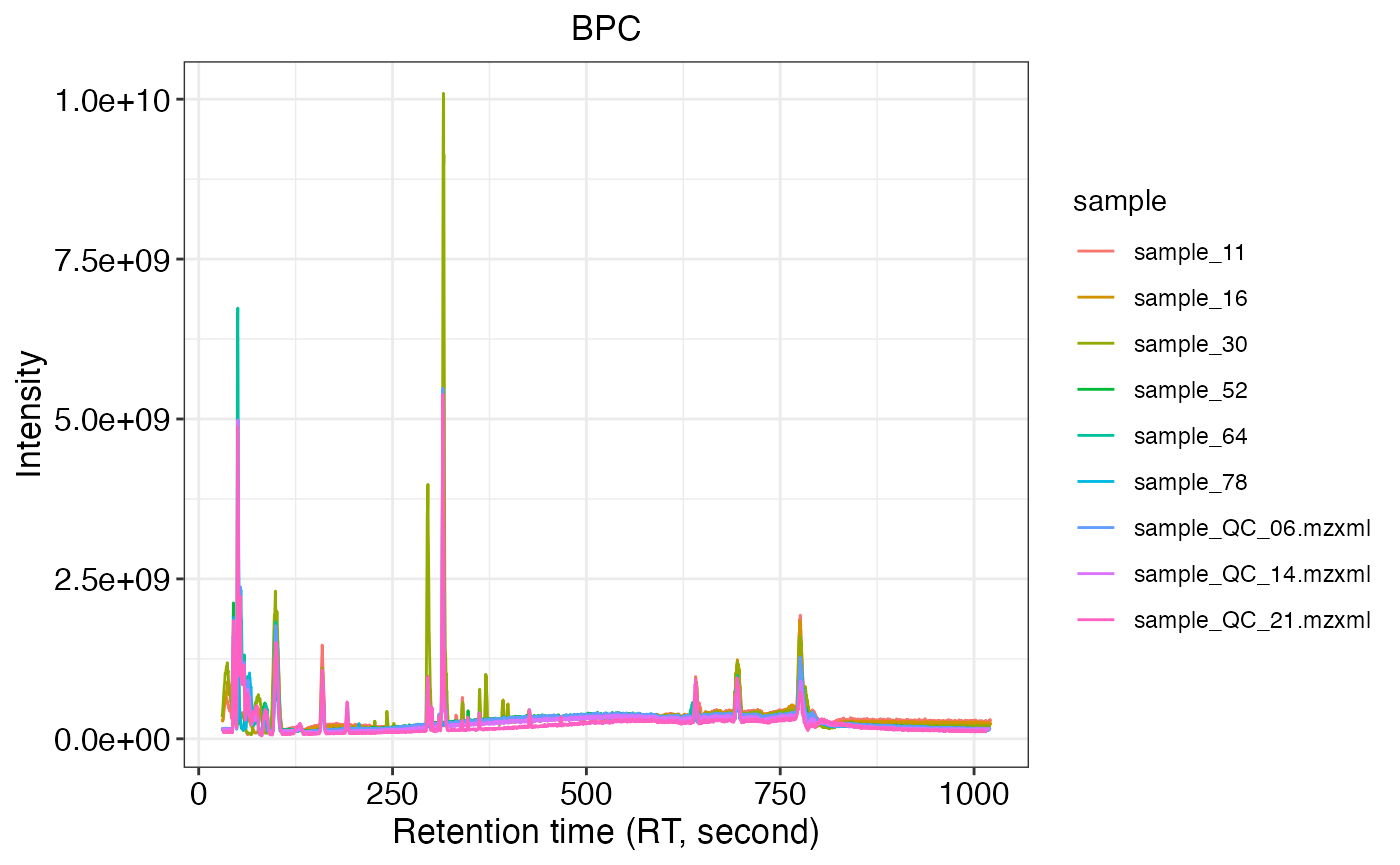 BPC
1.0e+10
7.5e+09
5.0e+09
2.5e+09
0.0e+00
Intensity
0 250 500 750 1000
Retention time (RT, second)
sample
sample_11
sample_16
sample_30
sample_52
sample_64
sample_78
sample_QC_06.mzxml
sample_QC_14.mzxml
sample_QC_21.mzxml